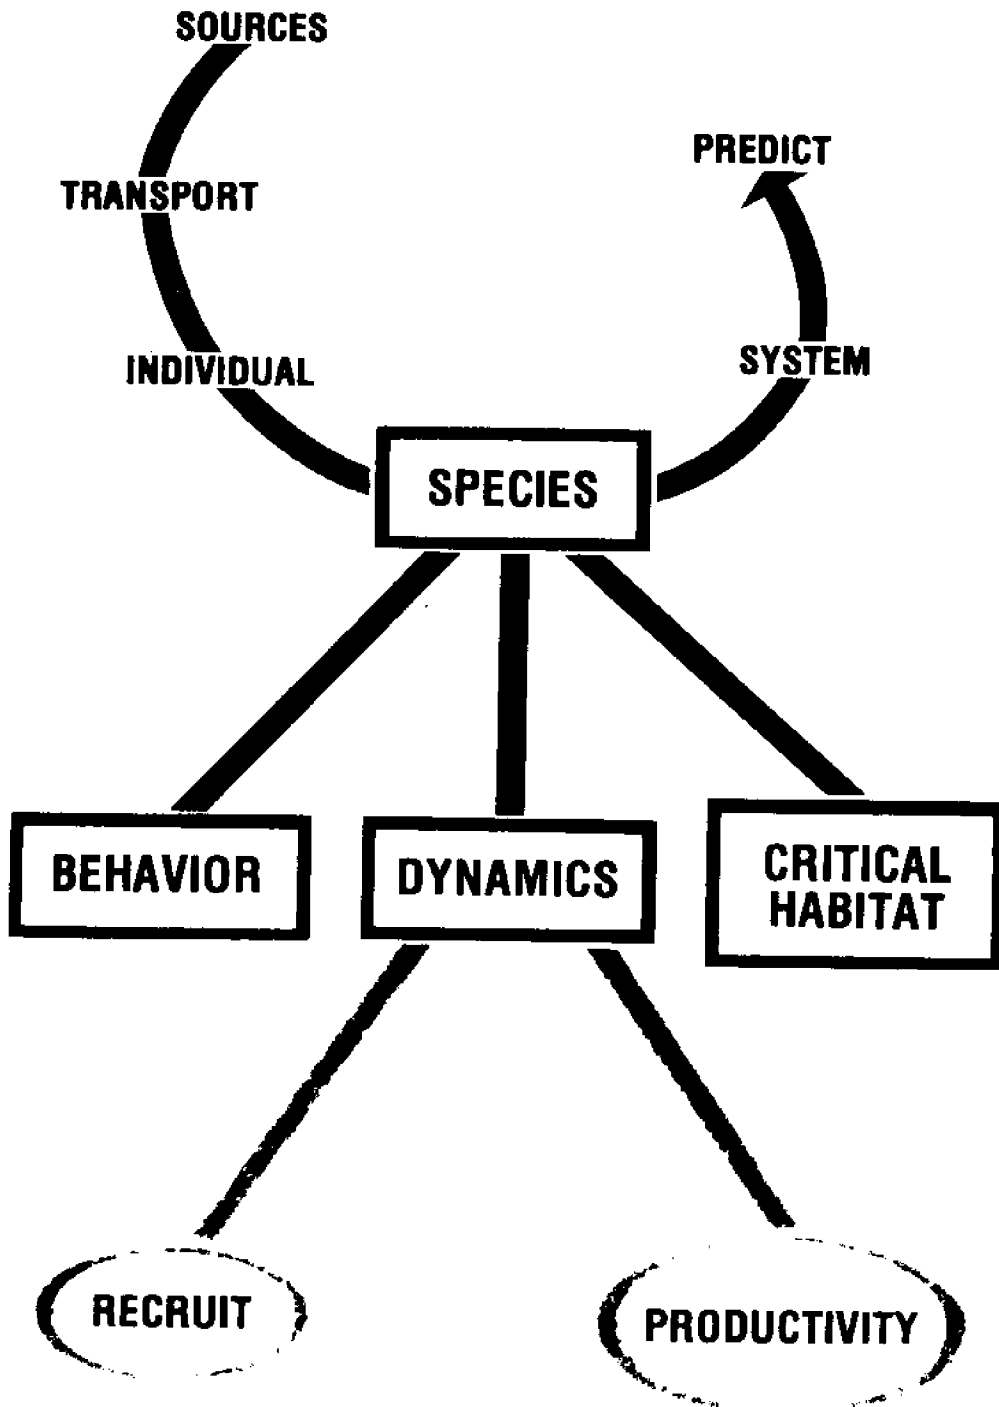 SOURCES
PREDICT
TRANSPORT
SYSTEM
INDIVIDUAL
SPECIES
BEHAVIOR
DYNAMICS
CRITICAL
HABITAT
RECRUIT
PRODUCTIVITY